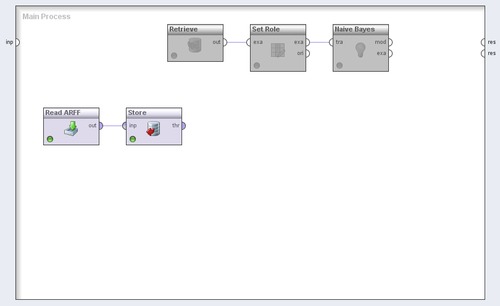 Main Process
Retrieve
Set Role
Naive Bayes
inp
out
exa
exa
tra
mod
res
ori
exa
res
Read ARFF
Store
out
inp
thr